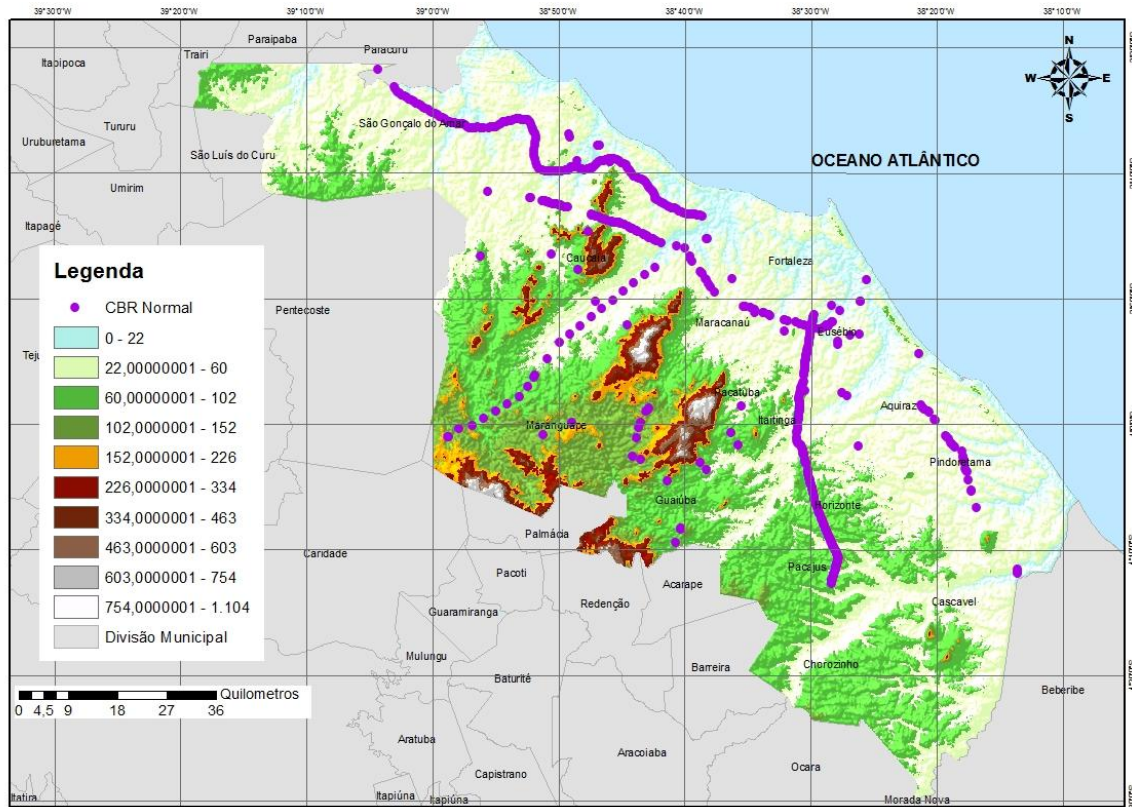 39°30'0"W
39°20'0"W
39°10'0"W
39°0'0"W
38°50'0"W
38°40'0"W
38°30'0"W
38°20'0"W
38°10'0"W
Paraipaba
Trairi
Paracuru
Itapipoca
N
W
E
S
Tururu
Uruburetama
São Gonçalo do Amar
São Luís do Curu
OCEANO ATLÂNTICO
Umirim
Itapagé
Legenda
CBR Normal
0 - 22
22,00000001 - 60
60,00000001 - 102
102,0000001 - 152
152,0000001 - 226
226,0000001 - 334
334,0000001 - 463
463,0000001 - 603
603,0000001 - 754
754,0000001 - 1.104
Divisão Municipal
Caucaia
Fortaleza
Pentecoste
Maracanaú
Eusébio
Tej
Pacatuba
Itaitinga
Aquiraz
Maranguape
Pindoretama
Guaiúba
Horizonte
Palmácia
Caridade
Pacajus
Pacoti
Acarape
Redenção
Guaramiranga
Cascavel
Mulungu
Barreira
Chorozinho
Baturité
Beberibe
Quilometros
0 4,5 9 18 27 36
Aratuba
Aracoiaba
Ocara
Capistrano
Itatira
Itapiúna
Itapiúna
Morada Nova